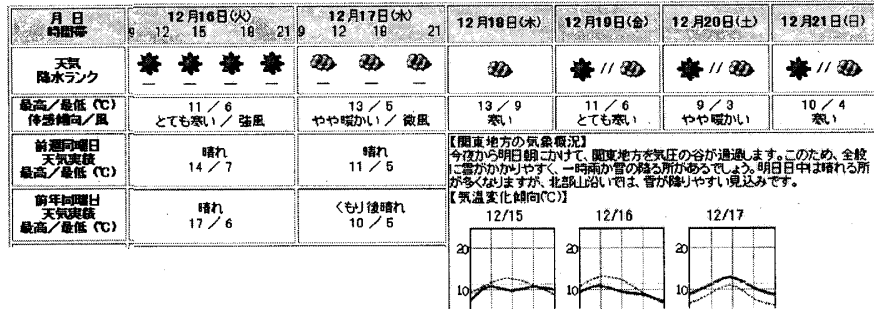 月 日
時間帯
12月16日(火)
9 12 15 18 21
12月17日(水)
9 12 18 21
12月18日(木)
12月19日(金)
12月20日(土)
12月21日(日)
天気
降水ランク
— — — —
— — —
//
//
//
最高/最低 (℃)
体感傾向/風
11 / 6
とても寒い / 強風
13 / 5
やや暖かい / 微風
13 / 9
寒い
11 / 6
とても寒い
9 / 3
やや暖かい
10 / 4
寒い
前週同曜日
天気実績
最高/最低 (℃)
晴れ
14 / 7
晴れ
11 / 5
前年同曜日
天気実績
最高/最低 (℃)
晴れ
17 / 6
くもり後晴れ
10 / 5
【関東地方の気象概況】
今夜から明日朝にかけて、関東地方を気圧の谷が通過します。このため、全般
に雲がかかりやすく、一時雨か雪の降る所があるでしょう。明日日中は晴れる所
が多くなりますが、北部山沿いでは、雪が降りやすい見込みです。
【気温変化傾向(℃)】
12/15
12/16
12/17
20
10
20
10
20
10